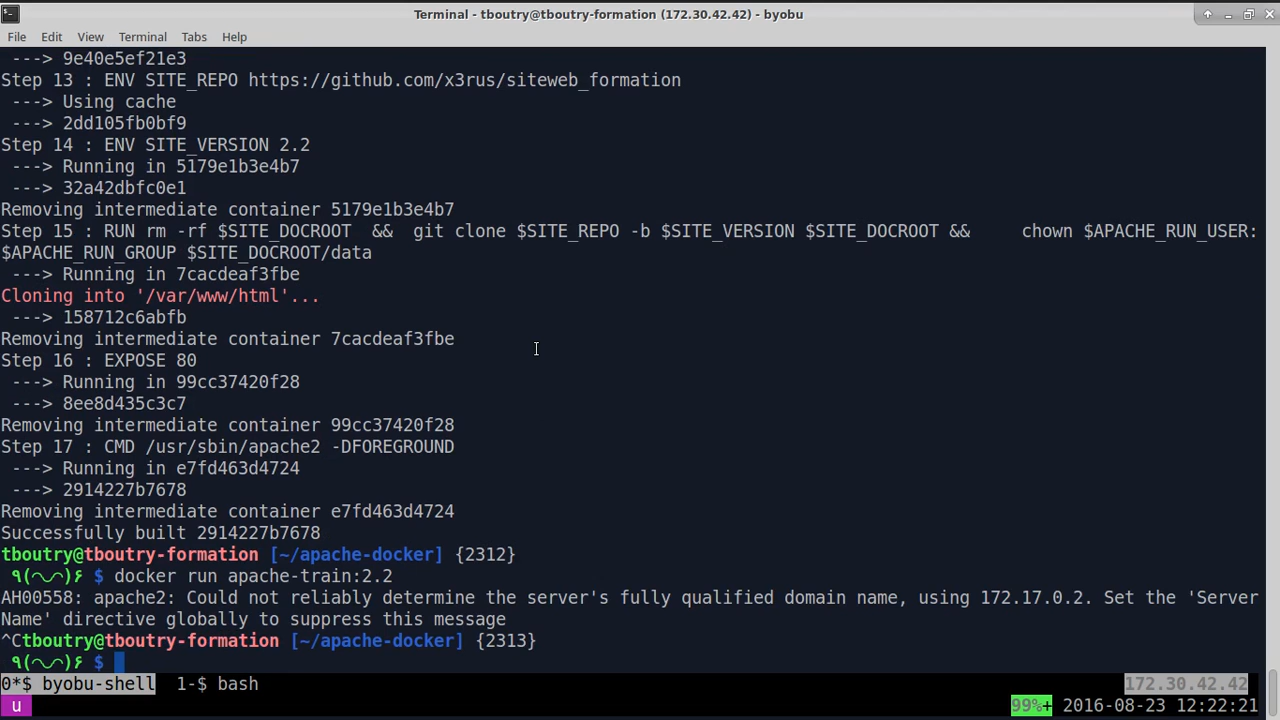 Terminal - tboutry@tboutry-formation (172.30.42.42) - byobu
File Edit View Terminal Tabs Help
---> 9e40e5ef21e3
Step 13 : ENV SITE_REPO https://github.com/x3rus/siteweb_formation
---> Using cache
---> 2dd105fb0bf9
Step 14 : ENV SITE_VERSION 2.2
---> Running in 5179e1b3e4b7
---> 32a42dbfc0e1
Removing intermediate container 5179e1b3e4b7
Step 15 : RUN rm -rf $SITE_DOCROOT  &&  git clone $SITE_REPO -b $SITE_VERSION $SITE_DOCROOT &&     chown $APACHE_RUN_USER:
$APACHE_RUN_GROUP $SITE_DOCROOT/data
---> Running in 7cacdeaf3fbe
Cloning into '/var/www/html'...
---> 158712c6abfb
Removing intermediate container 7cacdeaf3fbe
Step 16 : EXPOSE 80
---> Running in 99cc37420f28
---> 8ee8d435c3c7
Removing intermediate container 99cc37420f28
Step 17 : CMD /usr/sbin/apache2 -DFOREGROUND
---> Running in e7fd463d4724
---> 2914227b7678
Removing intermediate container e7fd463d4724
Successfully built 2914227b7678
tboutry@tboutry-formation [~/apache-docker] {2312}
٩(◠◡◠)۶ $ docker run apache-train:2.2
AH00558: apache2: Could not reliably determine the server's fully qualified domain name, using 172.17.0.2. Set the 'Server
Name' directive globally to suppress this message
^Ctboutry@tboutry-formation [~/apache-docker] {2313}
٩(◠◡◠)۶ $
0*$ byobu-shell  1-$ bash 172.30.42.42
u 99%+ 2016-08-23 12:22:21